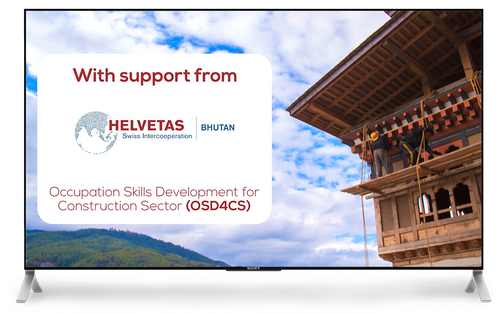 With support from
HELVETAS
Swiss Intercooperation
BHUTAN
Occupation Skills Development for
Construction Sector (OSD4CS)
SONY